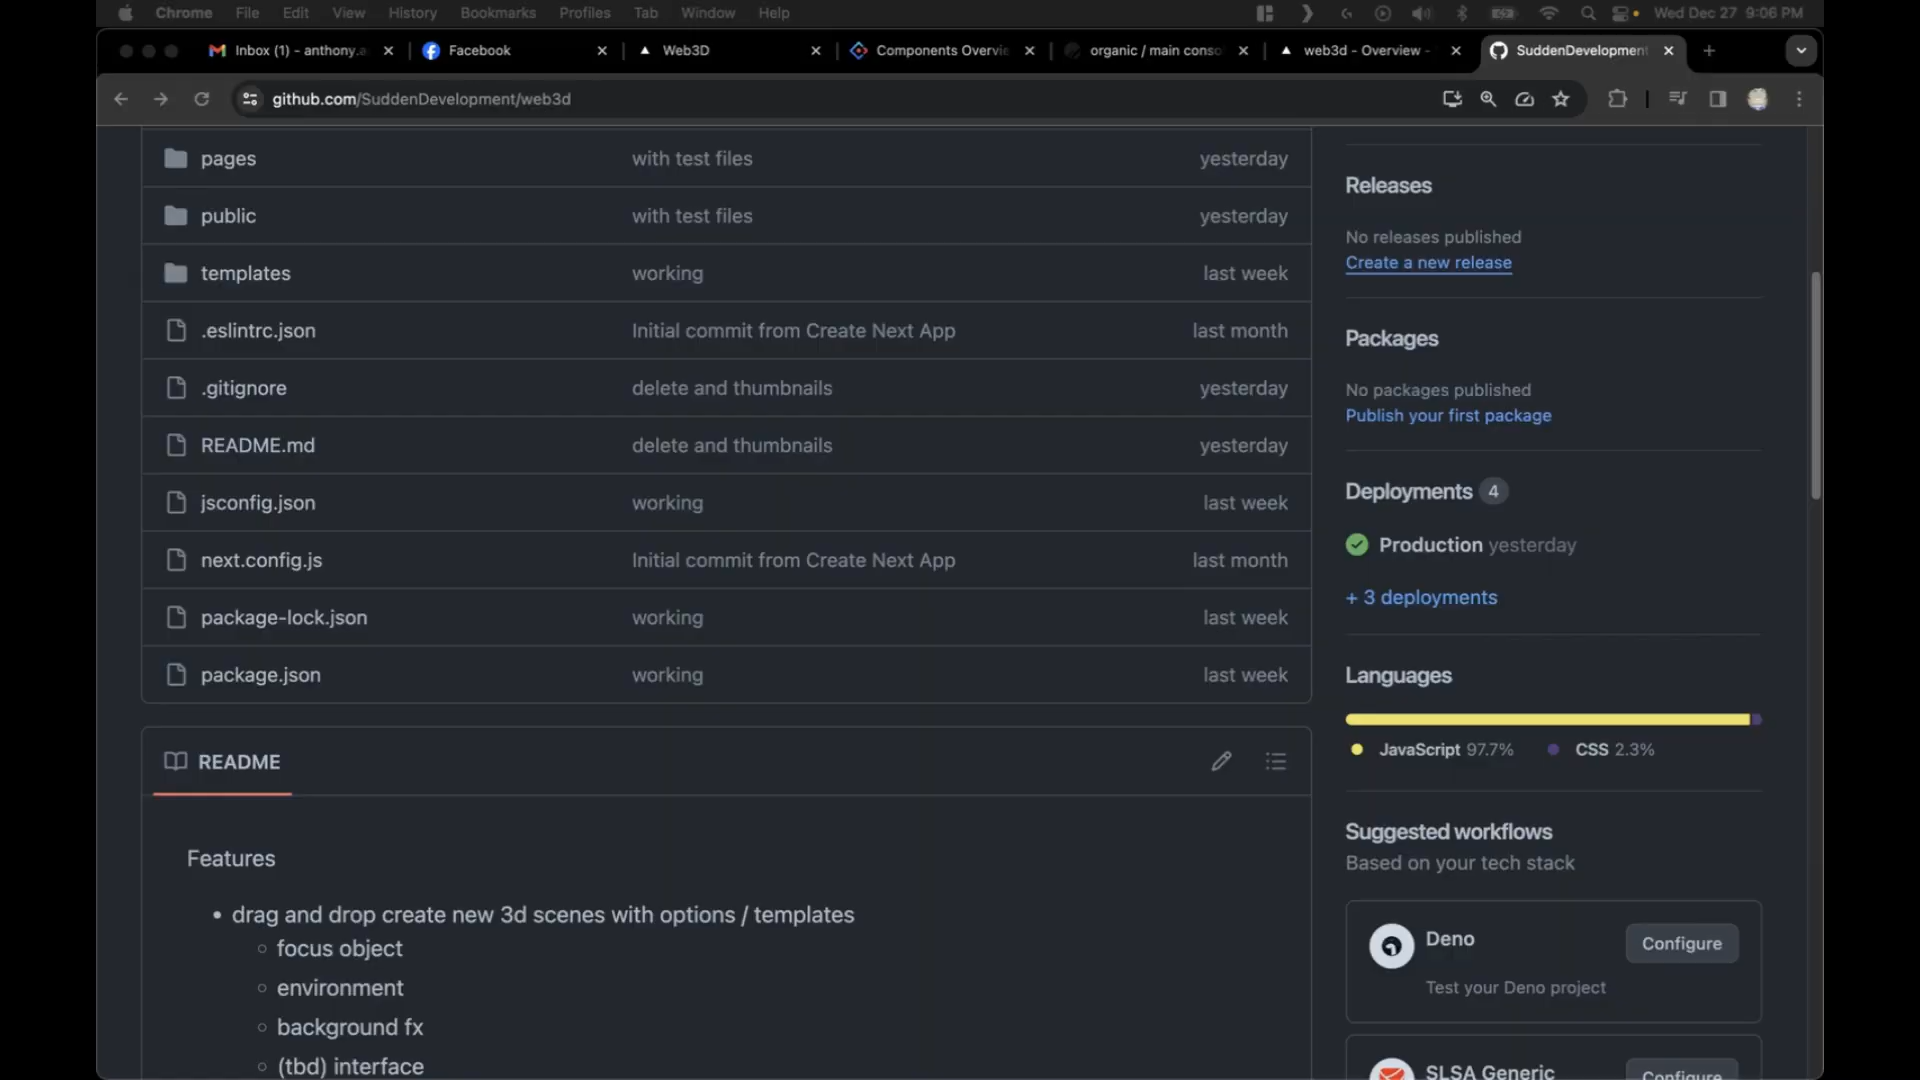 Chrome File Edit View History Bookmarks Profiles Tab Window Help Wed Dec 27 9:06 PM
Inbox (1) - anthony.a Facebook Web3D Components Overvie organic / main conso web3d - Overview - SuddenDevelopment
github.com/SuddenDevelopment/web3d
pages with test files yesterday
public with test files yesterday
templates working last week
.eslintrc.json Initial commit from Create Next App last month
.gitignore delete and thumbnails yesterday
README.md delete and thumbnails yesterday
jsconfig.json working last week
next.config.js Initial commit from Create Next App last month
package-lock.json working last week
package.json working last week
README
Features
drag and drop create new 3d scenes with options / templates
focus object
environment
background fx
(tbd) interface
Releases
No releases published
Create a new release
Packages
No packages published
Publish your first package
Deployments 4
Production yesterday
+ 3 deployments
Languages
JavaScript 97.7% CSS 2.3%
Suggested workflows
Based on your tech stack
Deno Configure
Test your Deno project
SLSA Generic Configure